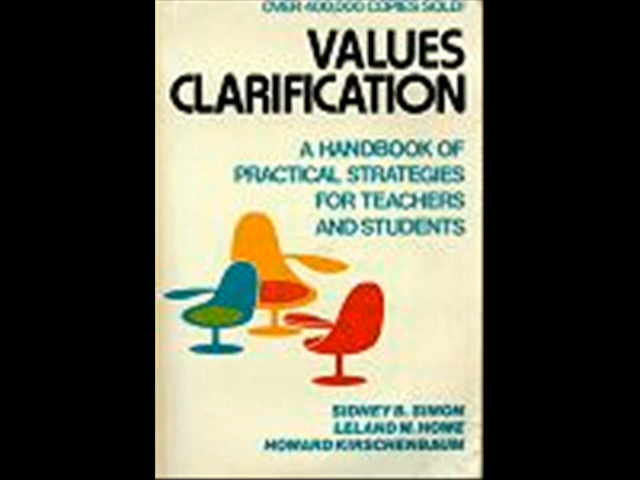 OVER 400,000 COPIES SOLD!
VALUES
CLARIFICATION
A HANDBOOK OF
PRACTICAL STRATEGIES
FOR TEACHERS
AND STUDENTS
SIDNEY B. SIMON
LELAND W. HOWE
HOWARD KIRSCHENBAUM